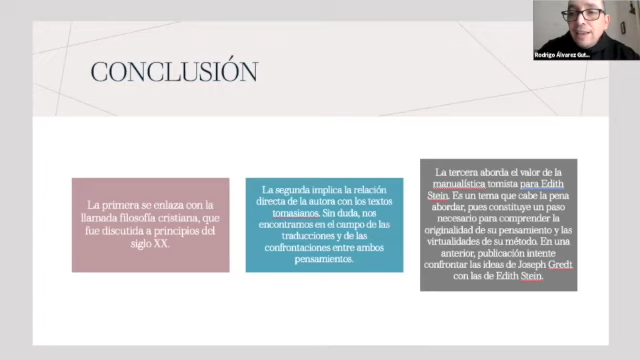 Rodrigo Álvarez Gut...
CONCLUSIÓN
La primera se enlaza con la
llamada filosofía cristiana, que
fue discutida a principios del
siglo XX.
La segunda implica la relación
directa de la autora con los textos
tomasianos. Sin duda, nos
encontramos en el campo de las
traducciones y de las
confrontaciones entre ambos
pensamientos.
La tercera aborda el valor de la
manualística tomista para Edith
Stein. Es un tema que cabe la pena
abordar, pues constituye un paso
necesario para comprender la
originalidad de su pensamiento y las
virtualidades de su método. En una
anterior, publicación intente
confrontar las ideas de Joseph Gredt
con las de Edith Stein.